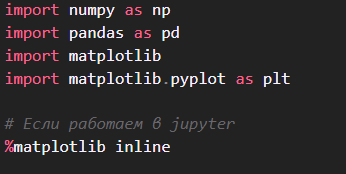 import numpy as np
import pandas as pd
import matplotlib
import matplotlib.pyplot as plt
# Если работаем в jupyter
%matplotlib inline